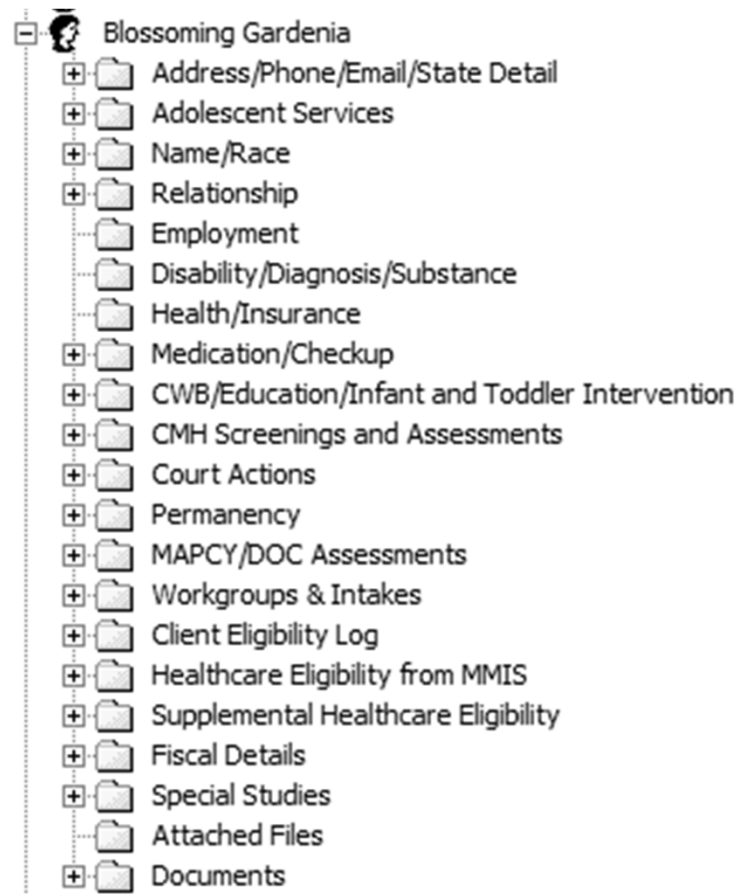 Blossoming Gardenia
Address/Phone/Email/State Detail
Adolescent Services
Name/Race
Relationship
Employment
Disability/Diagnosis/Substance
Health/Insurance
Medication/Checkup
CWB/Education/Infant and Toddler Intervention
CMH Screenings and Assessments
Court Actions
Permanency
MAPCY/DOC Assessments
Workgroups & Intakes
Client Eligibility Log
Healthcare Eligibility from MMIS
Supplemental Healthcare Eligibility
Fiscal Details
Special Studies
Attached Files
Documents